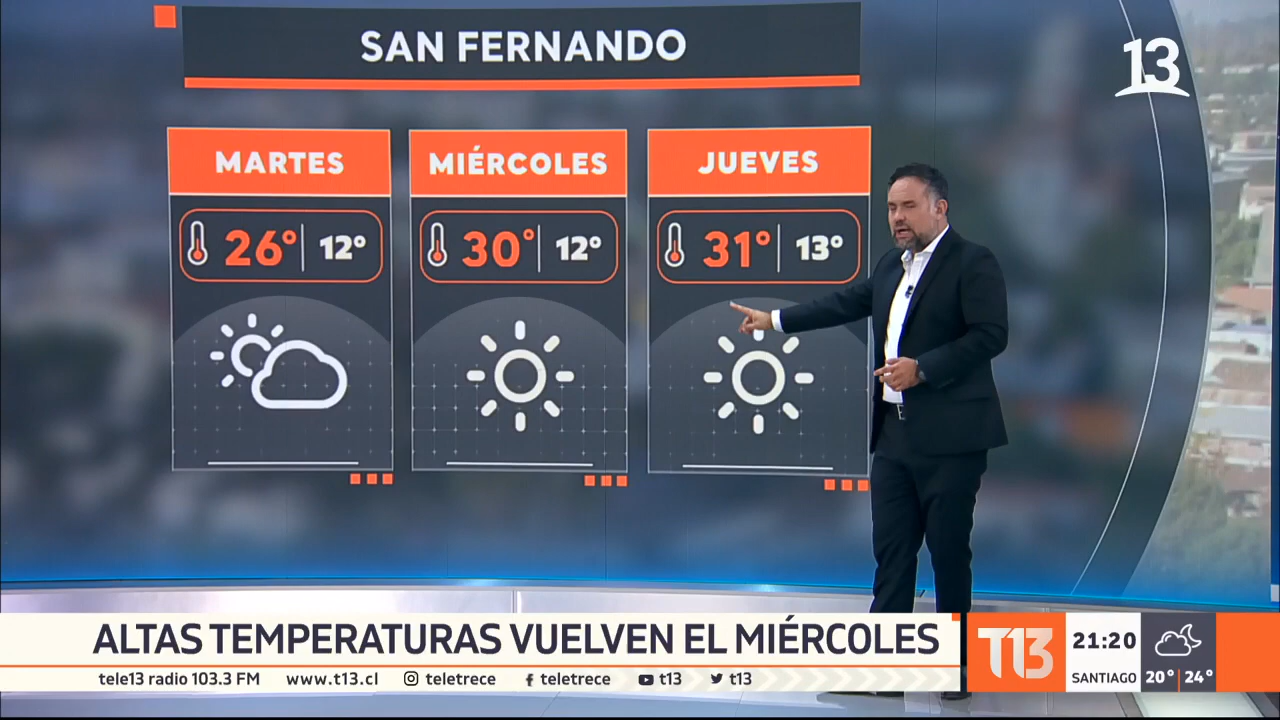 SAN FERNANDO
13
MARTES
26° 12°
MIÉRCOLES
30° 12°
JUEVES
31° 13°
ALTAS TEMPERATURAS VUELVEN EL MIÉRCOLES
tele13 radio 103.3 FM www.t13.cl teletrece teletrece t13 t13
T13
21:20
SANTIAGO 20° 24°